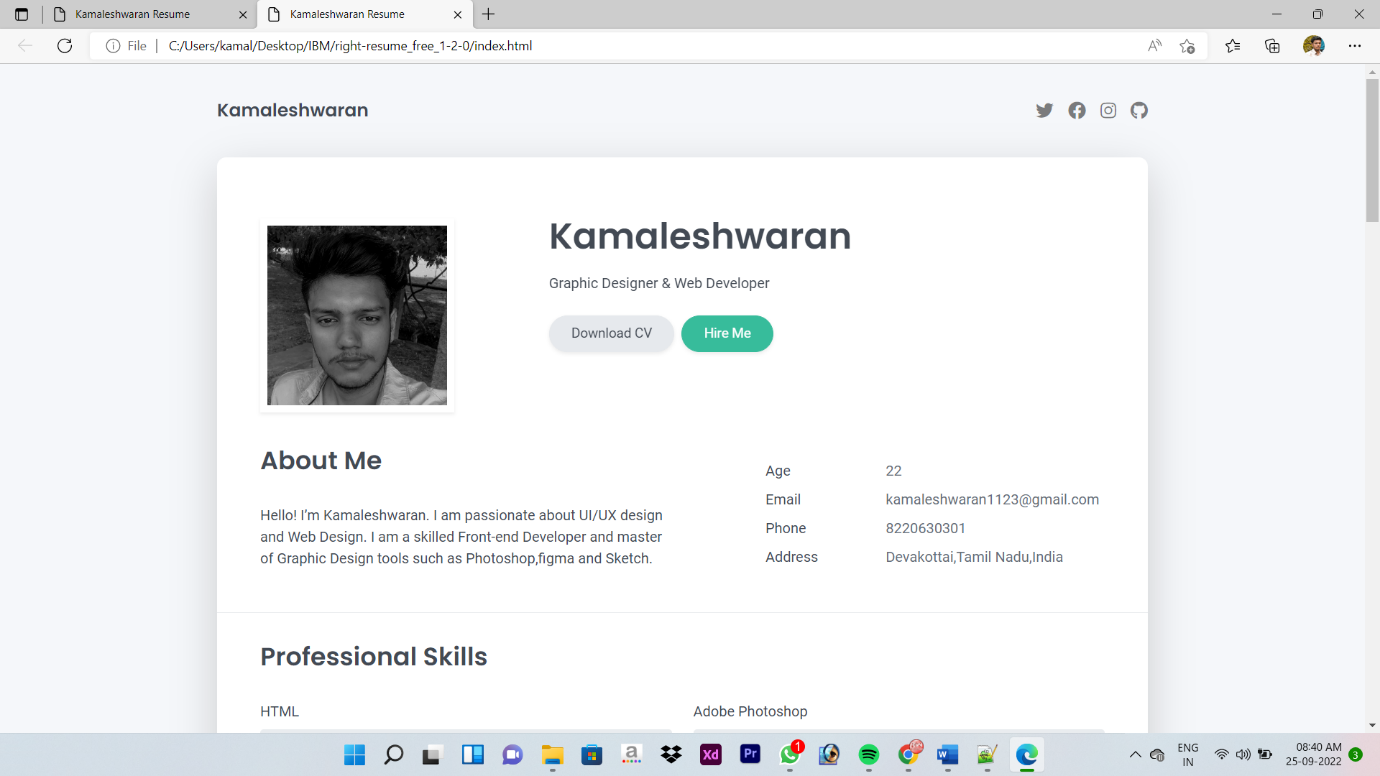 Kamaleshwaran Resume
Kamaleshwaran Resume
File
C:/Users/kamal/Desktop/IBM/right-resume_free_1-2-0/index.html
Kamaleshwaran
Kamaleshwaran
Graphic Designer & Web Developer
Download CV
Hire Me
About Me
Hello! I’m Kamaleshwaran. I am passionate about UI/UX design
and Web Design. I am a skilled Front-end Developer and master
of Graphic Design tools such as Photoshop,figma and Sketch.
Age 22
Email kamaleshwaran1123@gmail.com
Phone 8220630301
Address Devakottai,Tamil Nadu,India
Professional Skills
HTML
Adobe Photoshop
a
Xd
Pr
1
ENG
IN
08:40 AM
25-09-2022
3